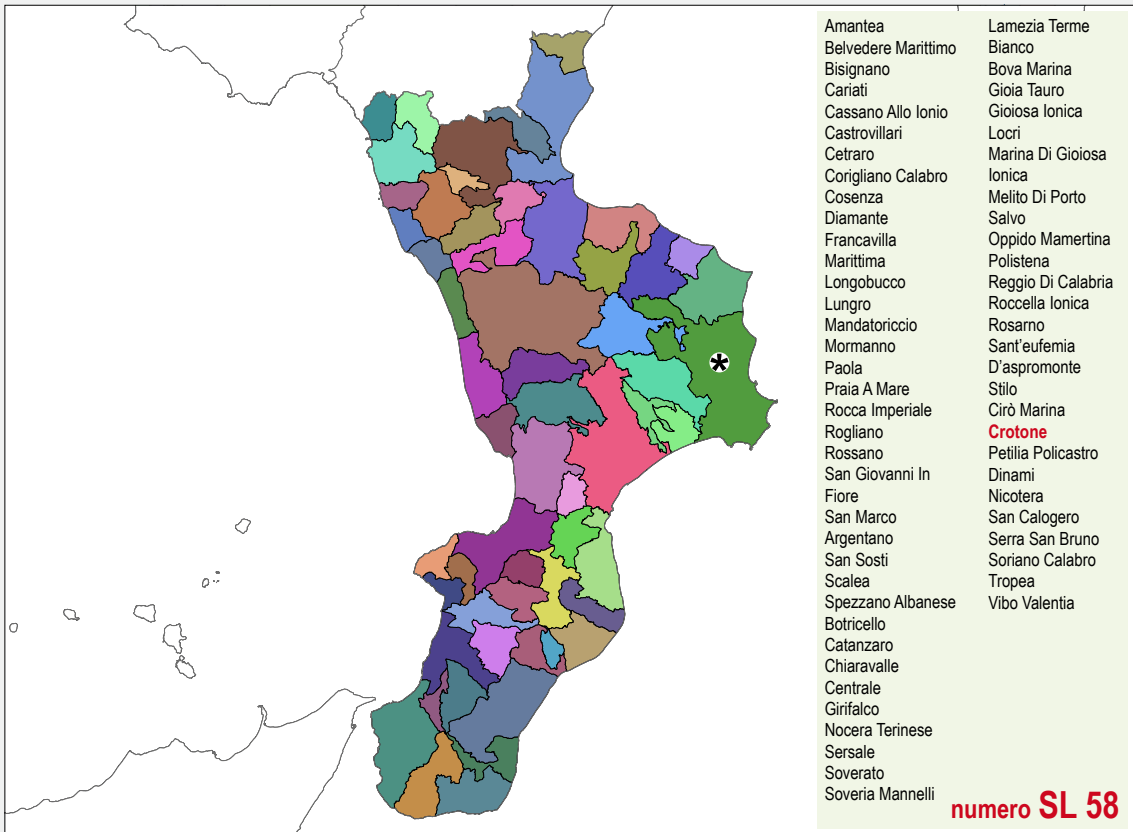 Amantea
Belvedere Marittimo
Bisignano
Cariati
Cassano Allo Ionio
Castrovillari
Cetraro
Corigliano Calabro
Cosenza
Diamante
Francavilla
Marittima
Longobucco
Lungro
Mandatoriccio
Mormanno
Paola
Praia A Mare
Rocca Imperiale
Rogliano
Rossano
San Giovanni In
Fiore
San Marco
Argentano
San Sosti
Scalea
Spezzano Albanese
Botricello
Catanzaro
Chiaravalle
Centrale
Girifalco
Nocera Terinese
Sersale
Soverato
Soveria Mannelli
Lamezia Terme
Bianco
Bova Marina
Gioia Tauro
Gioiosa Ionica
Locri
Marina Di Gioiosa
Ionica
Melito Di Porto
Salvo
Oppido Mamertina
Polistena
Reggio Di Calabria
Roccella Ionica
Rosarno
Sant'eufemia
D'aspromonte
Stilo
Cirò Marina
Crotone
Petilia Policastro
Dinami
Nicotera
San Calogero
Serra San Bruno
Soriano Calabro
Tropea
Vibo Valentia
numero SL 58
*